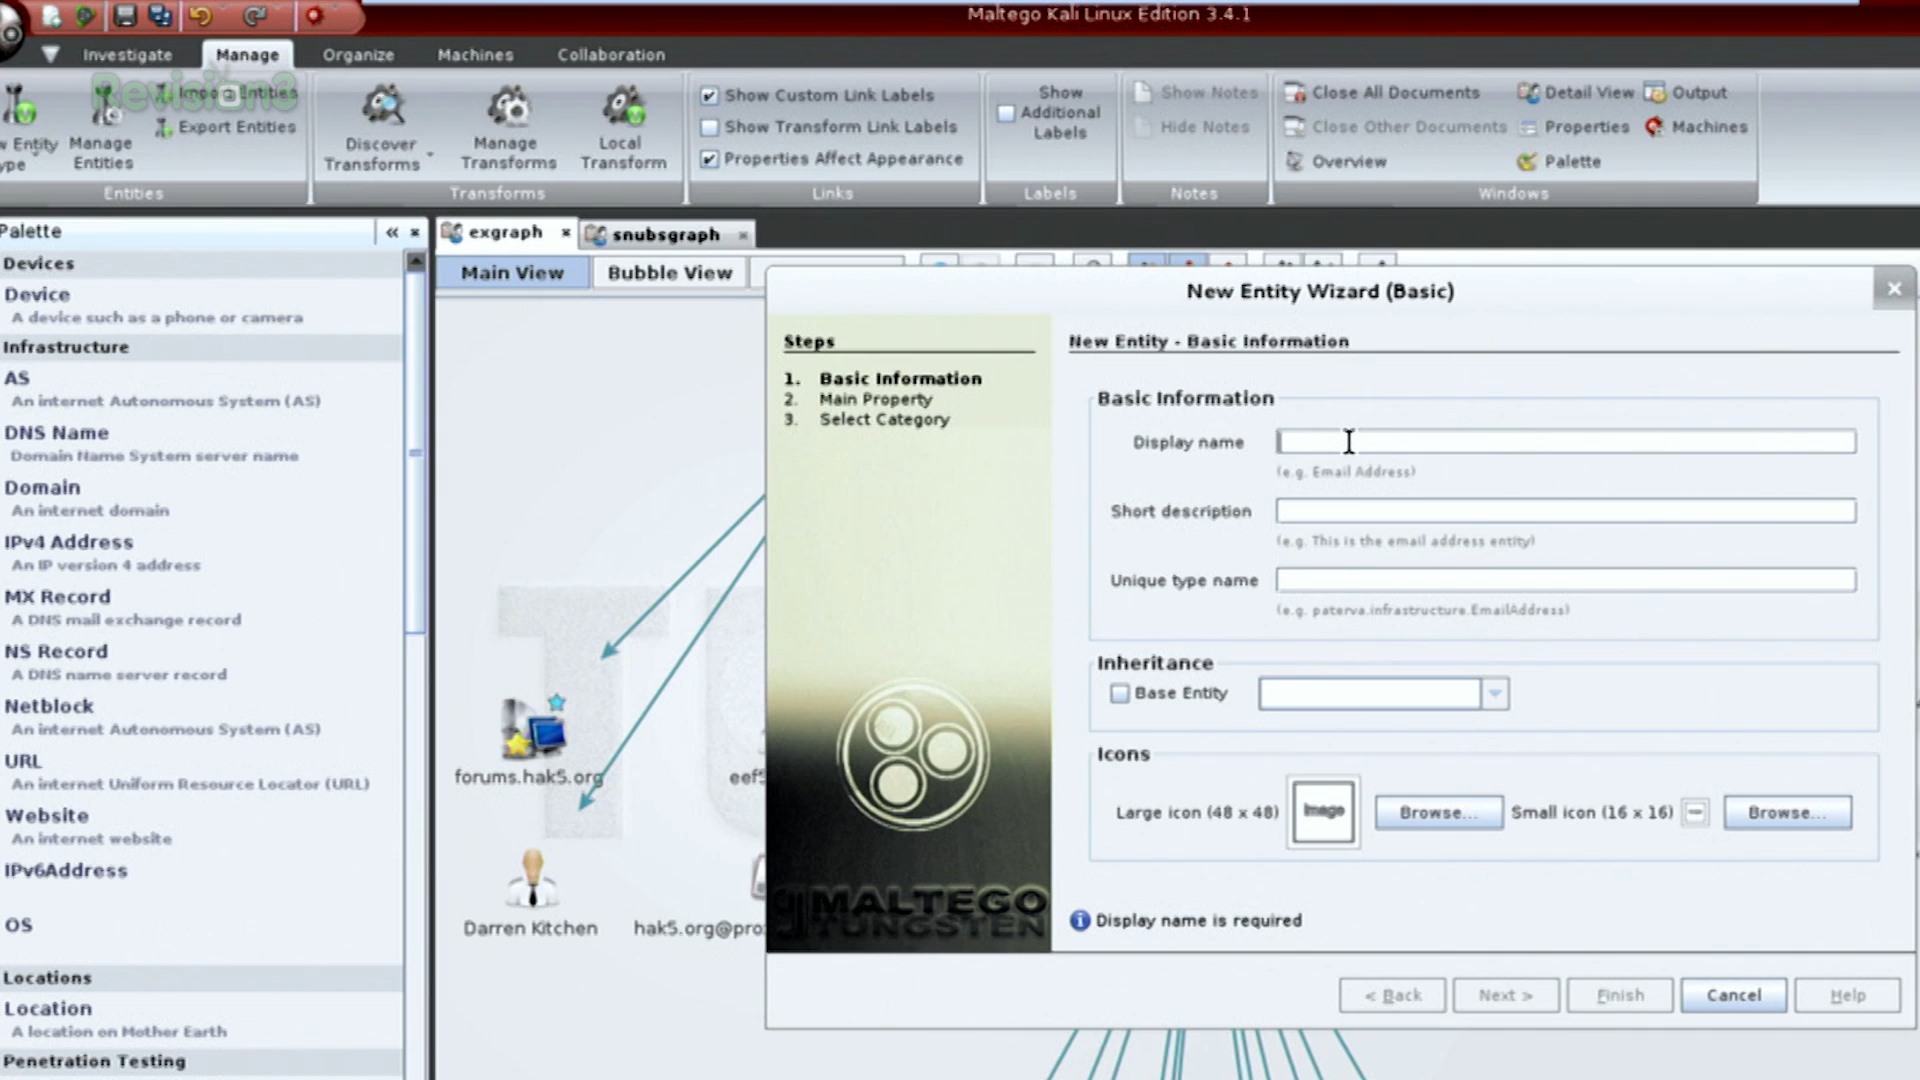 Maltego Kali Linux Edition 3.4.1
Investigate
Manage
Organize
Machines
Collaboration
Revision3
Import Entities
Export Entities
Manage
Entities
Entities
Discover
Transforms
Manage
Transforms
Local
Transform
Transforms
Show Custom Link Labels
Show Transform Link Labels
Properties Affect Appearance
Links
Show
Additional
Labels
Labels
Show Notes
Hide Notes
Notes
Close All Documents
Close Other Documents
Overview
Detail View
Properties
Palette
Output
Machines
Windows
w Entity
ype
Palette
Devices
Device
A device such as a phone or camera
Infrastructure
AS
An internet Autonomous System (AS)
DNS Name
Domain Name System server name
Domain
An internet domain
IPv4 Address
An IP version 4 address
MX Record
A DNS mail exchange record
NS Record
A DNS name server record
Netblock
An internet Autonomous System (AS)
URL
An internet Uniform Resource Locator (URL)
Website
An internet website
IPv6Address
OS
Locations
Location
A location on Mother Earth
Penetration Testing
exgraph
snubsgraph
Main View
Bubble View
forums.hak5.org
eef5
Darren Kitchen
hak5.org@pro
New Entity Wizard (Basic)
Steps
1. Basic Information
2. Main Property
3. Select Category
MALTEGO
TUNGSTEN
New Entity - Basic Information
Basic Information
Display name
(e.g. Email Address)
Short description
(e.g. This is the email address entity)
Unique type name
(e.g. paterva.infrastructure.EmailAddress)
Inheritance
Base Entity
Icons
Large icon (48 x 48)
Image
Browse...
Small icon (16 x 16)
Browse...
Display name is required
< Back
Next >
Finish
Cancel
Help